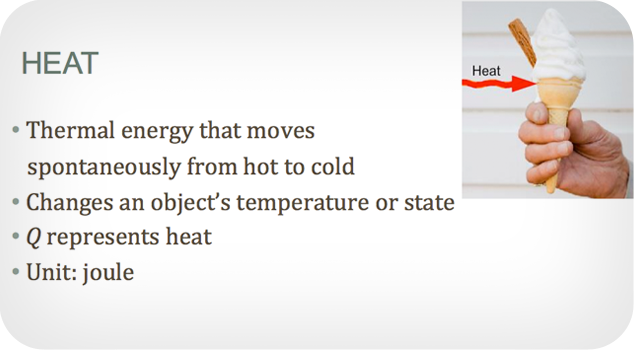 HEAT
Heat
• Thermal energy that moves
spontaneously from hot to cold
• Changes an object's temperature or state
• Q represents heat
• Unit: joule